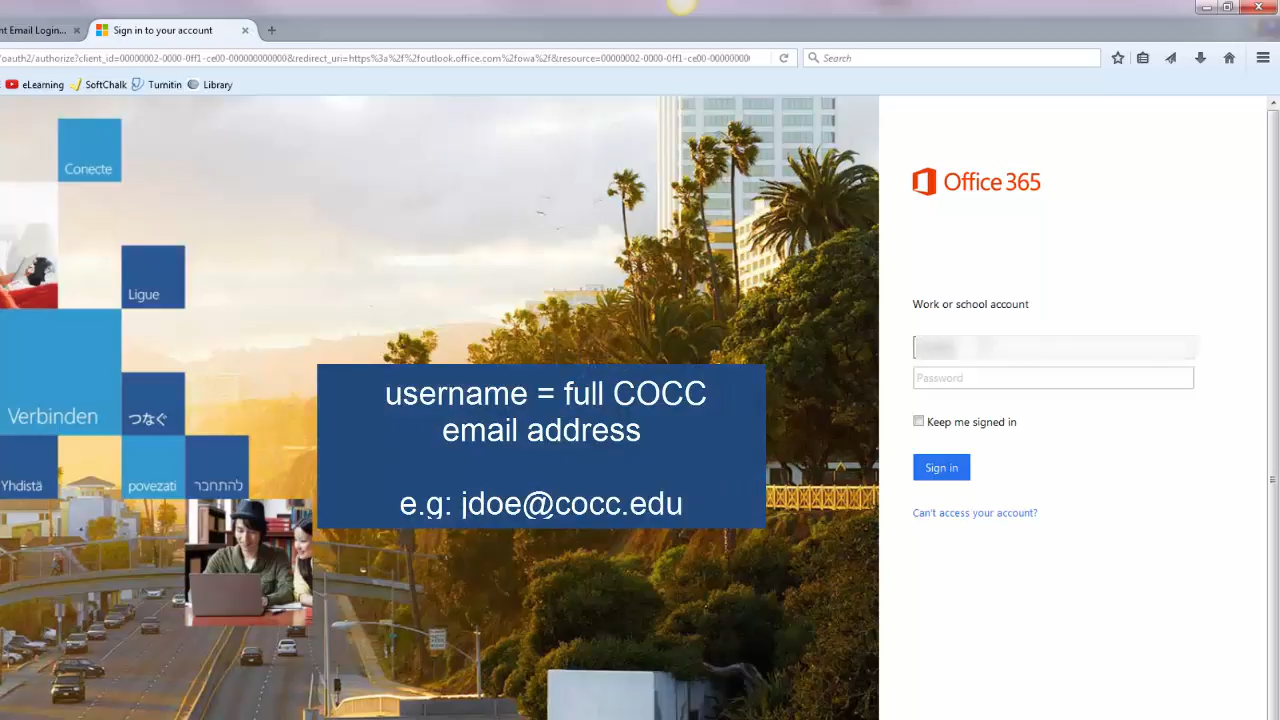 nt Email Login...
Sign in to your account
/oauth2/authorize?client_id=00000002-0000-0ff1-ce00-000000000000&redirect_uri=https%3a%2f%2foutlook.office.com%2fowa%2f&resource=00000002-0000-0ff1-ce00-00000000
Search
eLearning
SoftChalk
Turnitin
Library
Conecte
Ligue
Verbinden
つなぐ
Yhdistä
povezati
להתחבר
username = full COCC
email address
e.g: jdoe@cocc.edu
Office 365
Work or school account
Password
Keep me signed in
Sign in
Can't access your account?